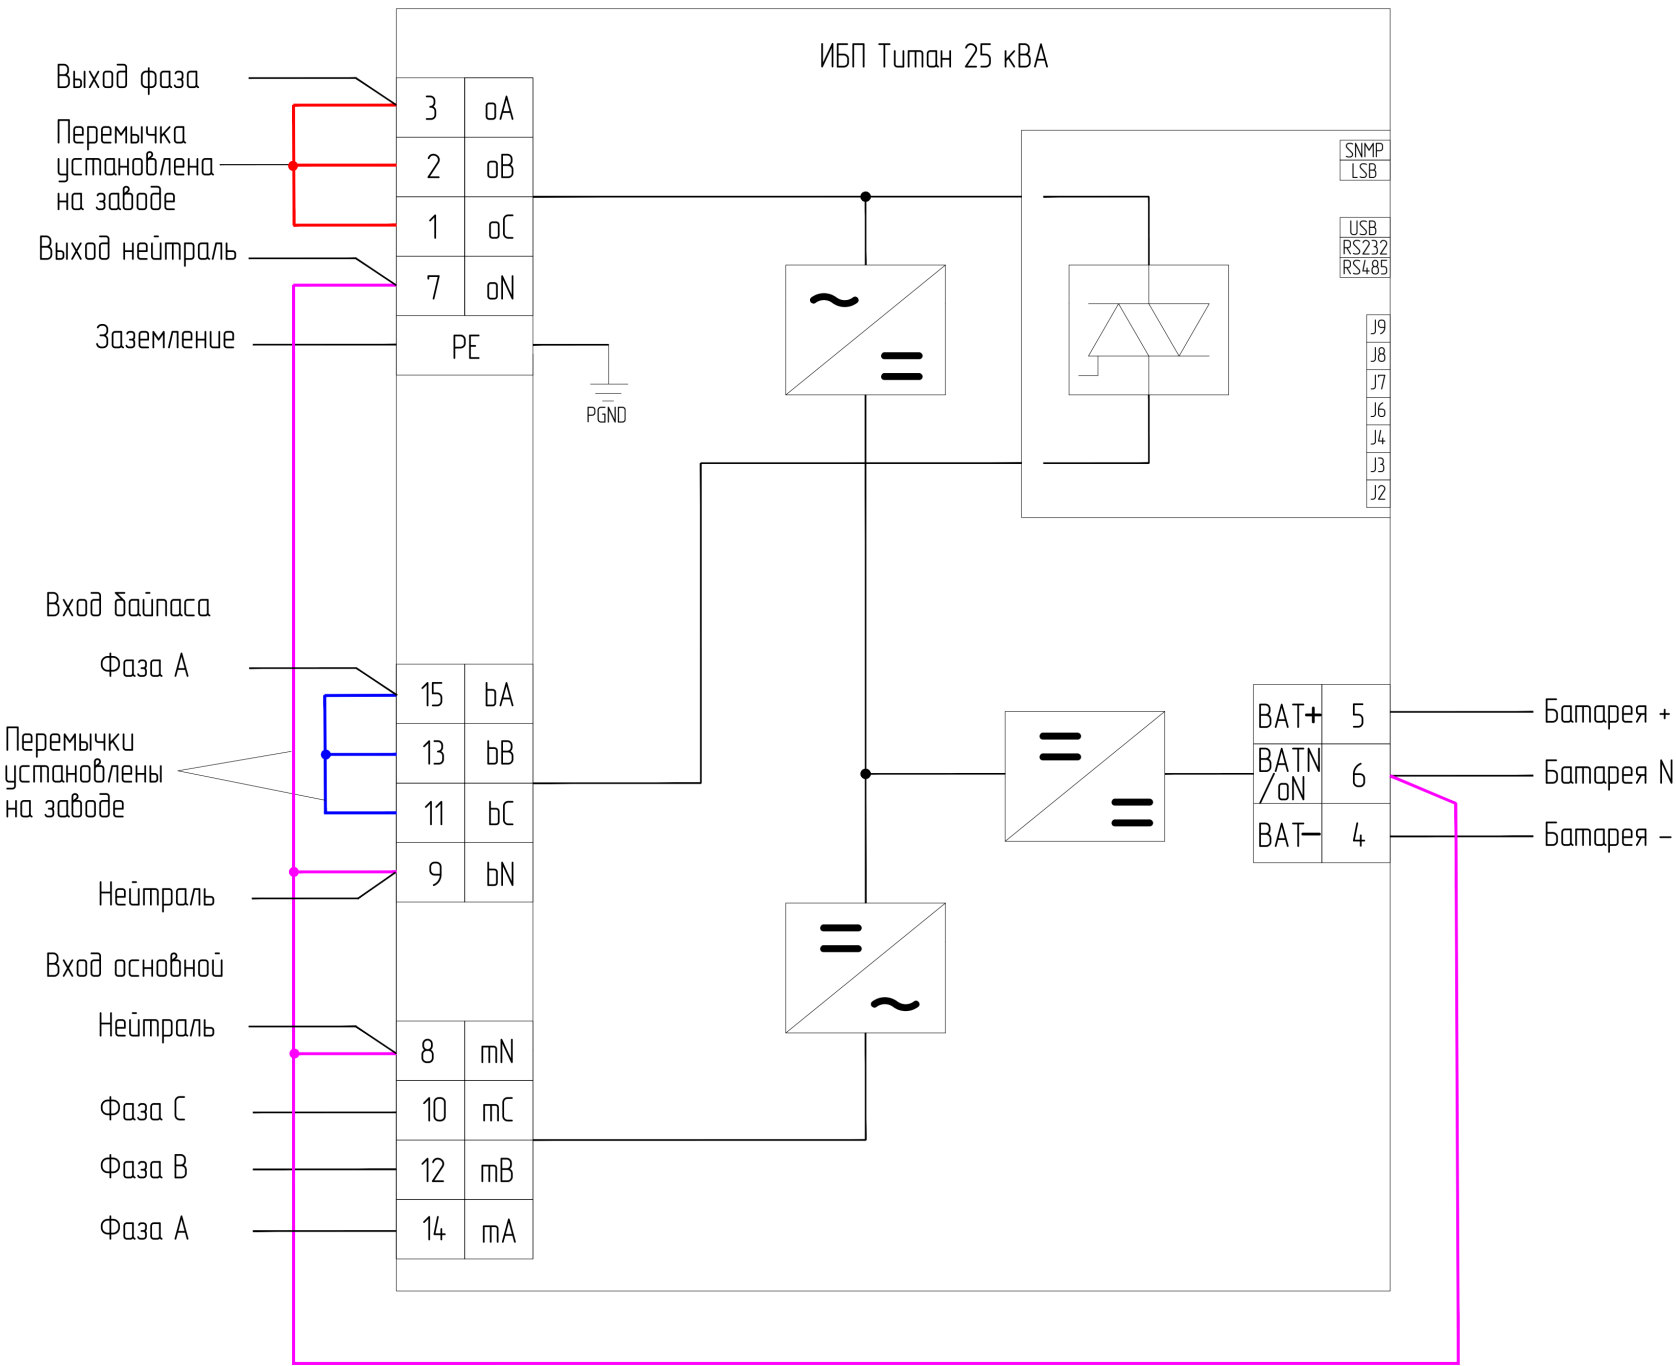 ИБП Титан 25 кВА
Выход фаза
Перемычка
установлена
на заводе
Выход нейтраль
Заземление
3 oA
2 oB
1 oC
7 oN
PE
PGND
SNMP
LSB
USB
RS232
RS485
J9
J8
J7
J6
J4
J3
J2
Вход байпаса
Фаза A
Перемычки
установлены
на заводе
Нейтраль
15 bA
13 bB
11 bC
9 bN
BAT+ 5 Батарея +
BATN
/oN 6 Батарея N
BAT− 4 Батарея −
Вход основной
Нейтраль
Фаза C
Фаза B
Фаза A
8 mN
10 mC
12 mB
14 mA